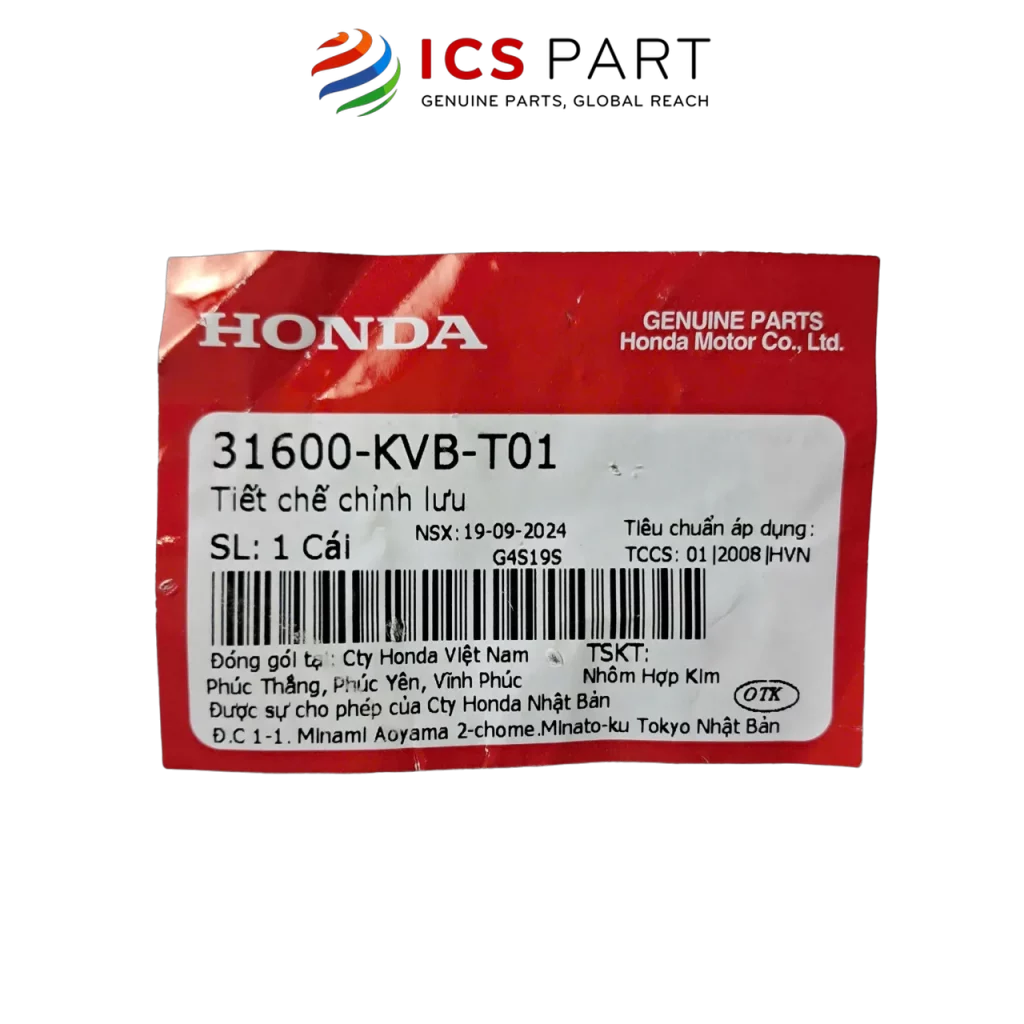 ICS PART
GENUINE PARTS, GLOBAL REACH
HONDA
GENUINE PARTS
Honda Motor Co., Ltd.
31600-KVB-T01
Tiết chế chỉnh lưu
SL: 1 Cái
NSX: 19-09-2024
G4S19S
Tiêu chuẩn áp dụng:
TCCS: 01|2008|HVN
Đóng gói tại: Cty Honda Việt Nam
Phúc Thắng, Phúc Yên, Vĩnh Phúc
TSKT:
Nhôm Hợp Kim
Được sự cho phép của Cty Honda Nhật Bản
OTK
Đ.C 1-1. Minami Aoyama 2-chome.Minato-ku Tokyo Nhật Bản